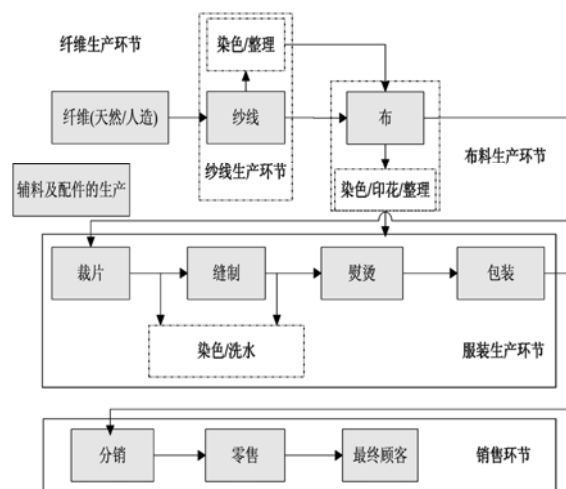 纤维生产环节
染色/整理
纤维(天然/人造)
纱线
布
纱线生产环节
布料生产环节
辅料及配件的生产
染色/印花/整理
裁片
缝制
熨烫
包装
染色/洗水
服装生产环节
分销
零售
最终顾客
销售环节